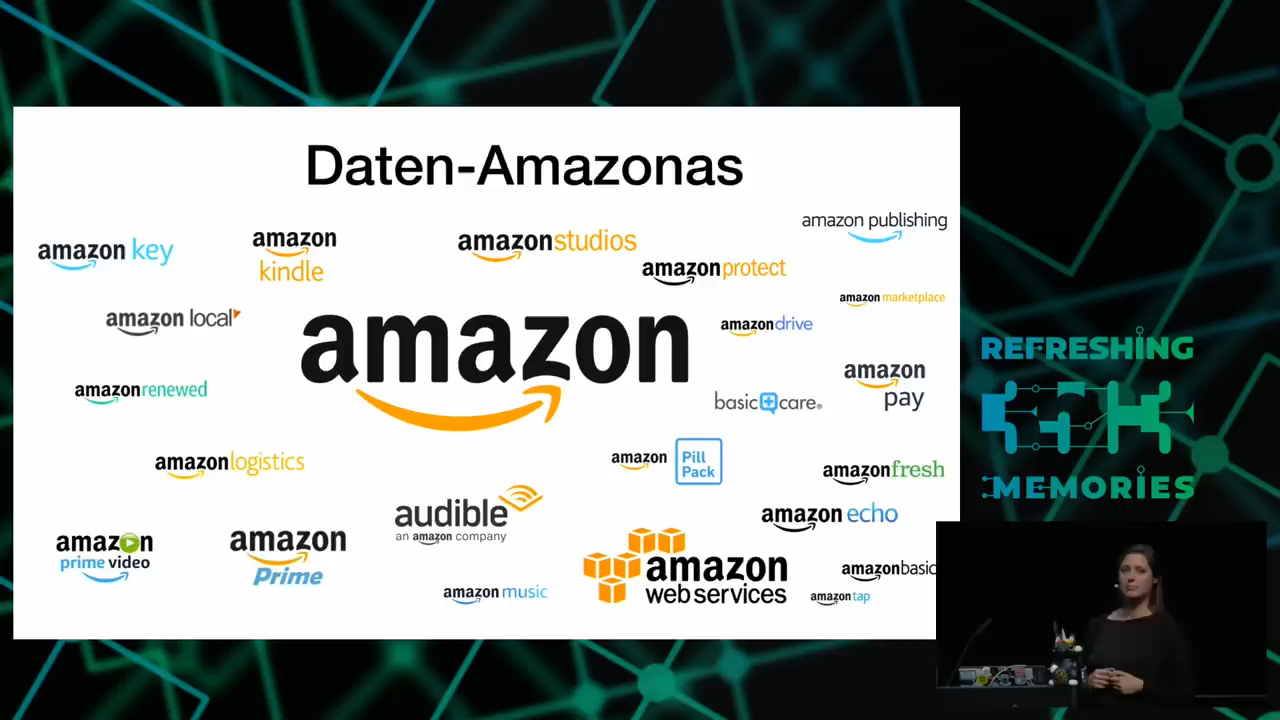 Daten-Amazonas
amazon publishing
amazon key
amazon
kindle
amazonstudios
amazonprotect
amazonmarketplace
amazon local
amazon
amazondrive
amazonrenewed
basic care®
amazon
pay
amazonlogistics
amazon
Pill
Pack
amazonfresh
audible
an amazon company
amazon echo
amazon
prime video
amazon
Prime
amazon music
amazon
web services
amazonbasic
amazon tap
REFRESHING
36C3
MEMORIES